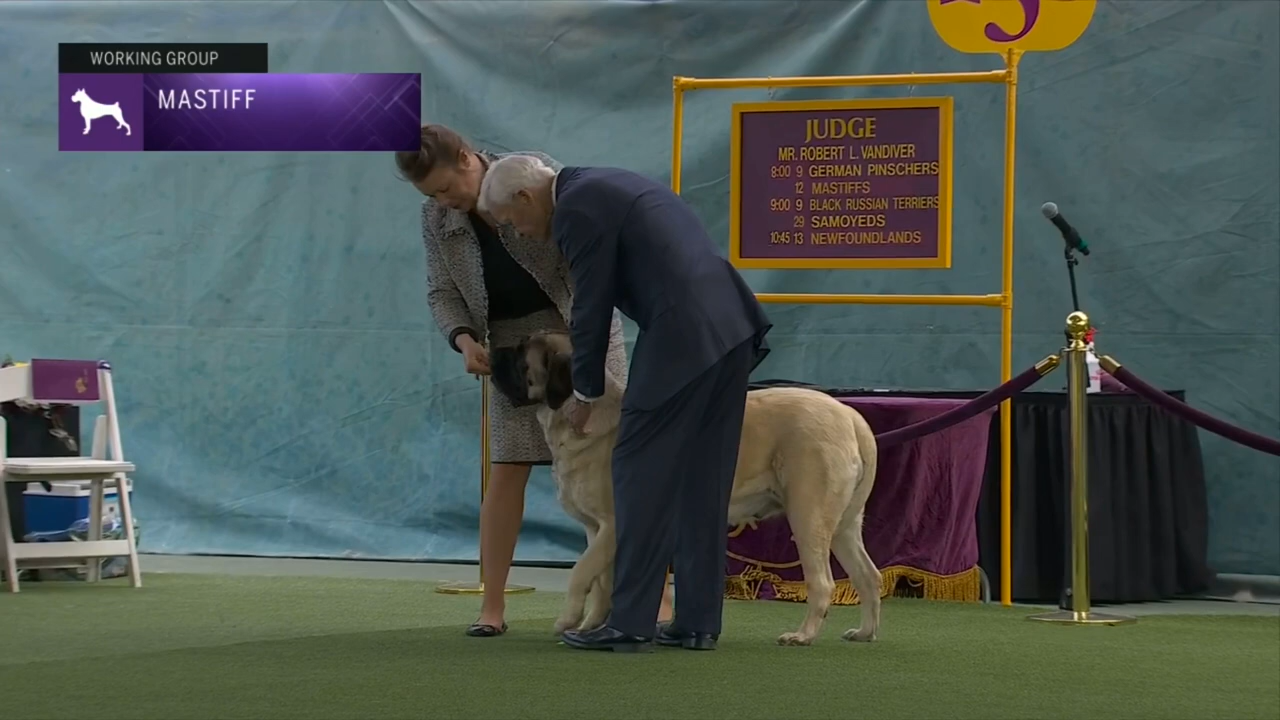 WORKING GROUP
MASTIFF
3
JUDGE
MR. ROBERT L. VANDIVER
8:00 9 GERMAN PINSCHERS
12 MASTIFFS
9:00 9 BLACK RUSSIAN TERRIERS
29 SAMOYEDS
10:45 13 NEWFOUNDLANDS